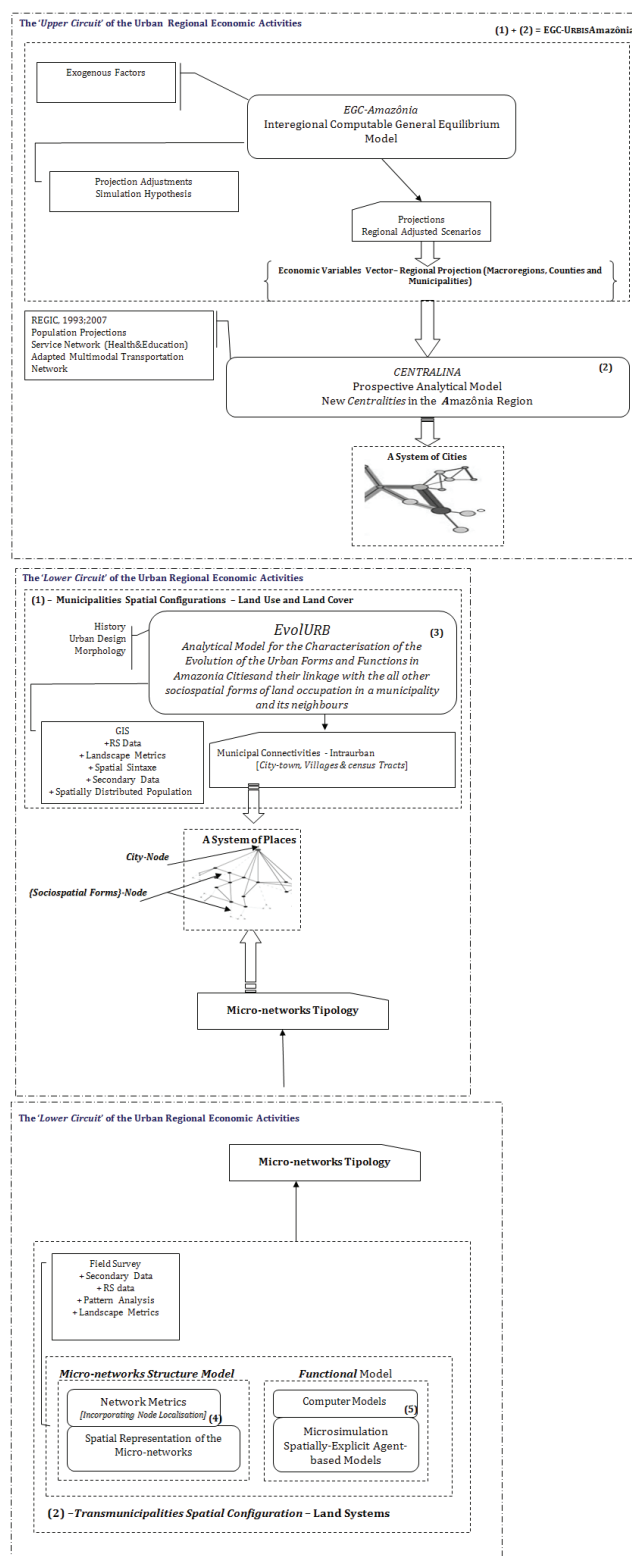 The 'Upper Circuit' of the Urban Regional Economic Activities
(1) + (2) = EGC-URBISAmazônia
Exogenous Factors
EGC-Amazônia
Interregional Computable General Equilibrium
Model
Projection Adjustments
Simulation Hypothesis
Projections
Regional Adjusted Scenarios
Economic Variables Vector– Regional Projection (Macroregions, Counties and
Municipalities)
REGIC, 1993;2007
Population Projections
Service Network (Health&Education)
Adapted Multimodal Transportation
Network
CENTRALINA
(2)
Prospective Analytical Model
New Centralities in the Amazônia Region
A System of Cities
The 'Lower Circuit' of the Urban Regional Economic Activities
(1) – Municipalities Spatial Configurations – Land Use and Land Cover
History
Urban Design
Morphology
EvolURB
(3)
Analytical Model for the Characterisation of the
Evolution of the Urban Forms and Functions in
Amazonia Citiesand their linkage with the all other
sociospatial forms of land occupation in a municipality
and its neighbours
GIS
+RS Data
+ Landscape Metrics
+ Spatial Sintaxe
+ Secondary Data
+ Spatially Distributed Population
Municipal Connectivities - Intraurban
[City-town, Villages & census Tracts]
A System of Places
City-Node
{Sociospatial Forms}-Node
Micro-networks Tipology
The 'Lower Circuit' of the Urban Regional Economic Activities
Micro-networks Tipology
Field Survey
+ Secondary Data
+ RS data
+ Pattern Analysis
+ Landscape Metrics
Micro-networks Structure Model
Network Metrics
[Incorporating Node Localisation]
(4)
Spatial Representation of the
Micro-networks
Functional Model
Computer Models
(5)
Microsimulation
Spatially-Explicit Agent-
based Models
(2) –Transmunicipalities Spatial Configuration – Land Systems